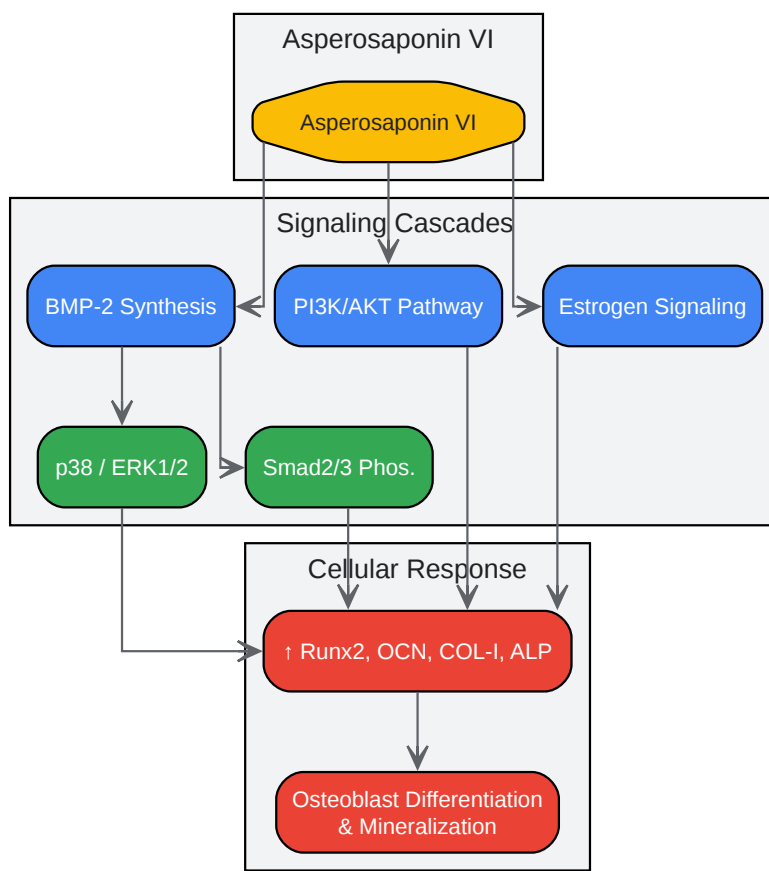 Asperosaponin VI
Asperosaponin VI
Signaling Cascades
BMP-2 Synthesis
PI3K/AKT Pathway
Estrogen Signaling
p38 / ERK1/2
Smad2/3 Phos.
Cellular Response
↑ Runx2, OCN, COL-I, ALP
Osteoblast Differentiation
& Mineralization